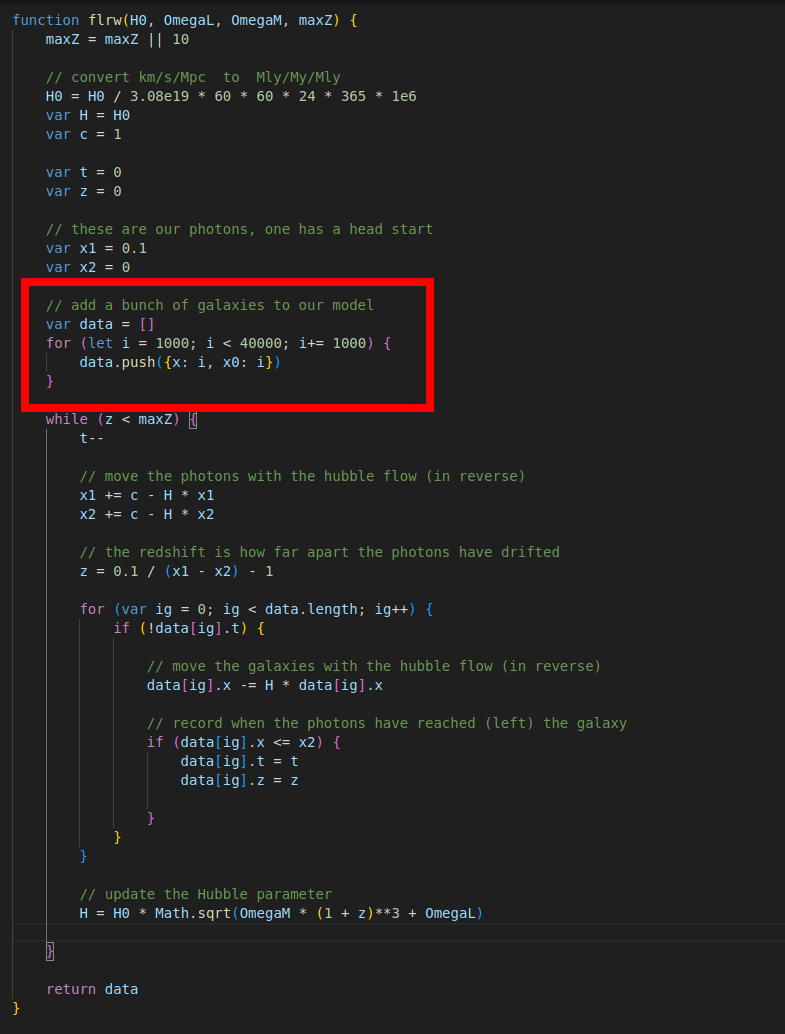 function flrw(H0, OmegaL, OmegaM, maxZ) {
    maxZ = maxZ || 10

    // convert km/s/Mpc  to  Mly/My/Mly
    H0 = H0 / 3.08e19 * 60 * 60 * 24 * 365 * 1e6
    var H = H0
    var c = 1

    var t = 0
    var z = 0

    // these are our photons, one has a head start
    var x1 = 0.1
    var x2 = 0

    // add a bunch of galaxies to our model
    var data = []
    for (let i = 1000; i < 40000; i+= 1000) {
        data.push({x: i, x0: i})
    }

    while (z < maxZ) {
        t--

        // move the photons with the hubble flow (in reverse)
        x1 += c - H * x1
        x2 += c - H * x2

        // the redshift is how far apart the photons have drifted
        z = 0.1 / (x1 - x2) - 1

        for (var ig = 0; ig < data.length; ig++) {
            if (!data[ig].t) {

                // move the galaxies with the hubble flow (in reverse)
                data[ig].x -= H * data[ig].x

                // record when the photons have reached (left) the galaxy
                if (data[ig].x <= x2) {
                    data[ig].t = t
                    data[ig].z = z

                }
            }
        }

        // update the Hubble parameter
        H = H0 * Math.sqrt(OmegaM * (1 + z)**3 + OmegaL)

    }

    return data
}